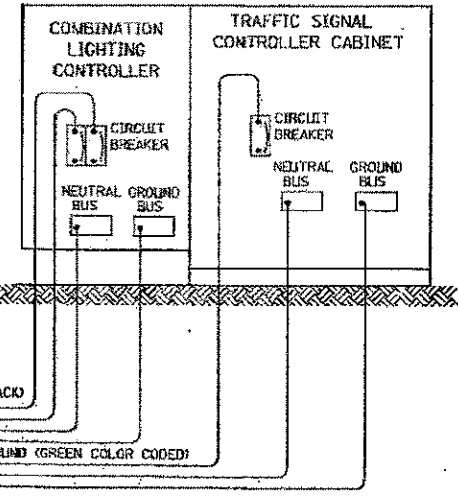 COMBINATION
LIGHTING
CONTROLLER
TRAFFIC SIGNAL
CONTROLLER CABINET
CIRCUIT
BREAKER
CIRCUIT
BREAKER
NEUTRAL
BUS
GROUND
BUS
NEUTRAL
BUS
GROUND
BUS
ACK)
UND (GREEN COLOR CODED)